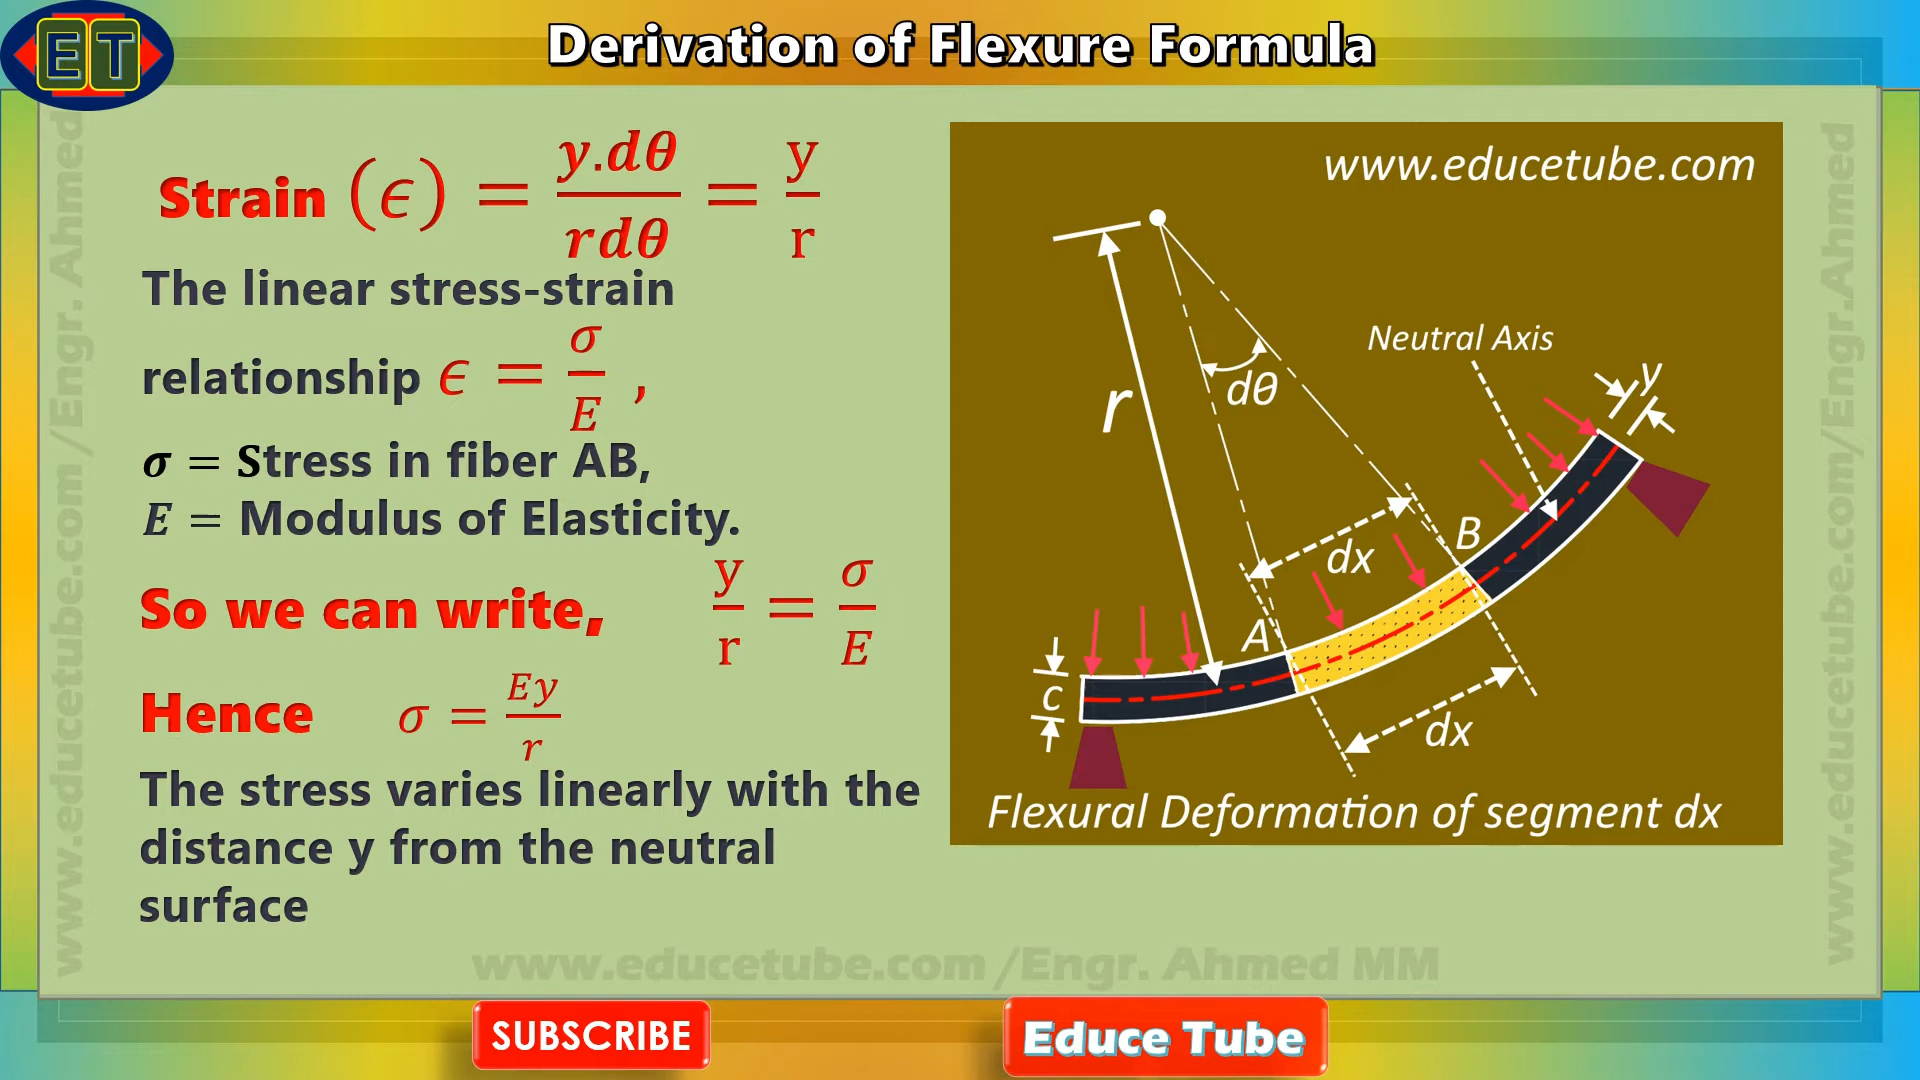 ET
Derivation of Flexure Formula
Strain (ϵ) = y.dθ/rdθ = y/r
The linear stress-strain
relationship ϵ = σ/E ,
σ = Stress in fiber AB,
E = Modulus of Elasticity.
So we can write, y/r = σ/E
Hence σ = Ey/r
The stress varies linearly with the
distance y from the neutral
surface
www.educetube.com
Neutral Axis
r
dθ
y
dx
B
A
c
dx
Flexural Deformation of segment dx
www.educetube.com /Engr. Ahmed
www.educetube.com/Engr.Ahmed
www.educetube.com /Engr. Ahmed MM
SUBSCRIBE
Educe Tube